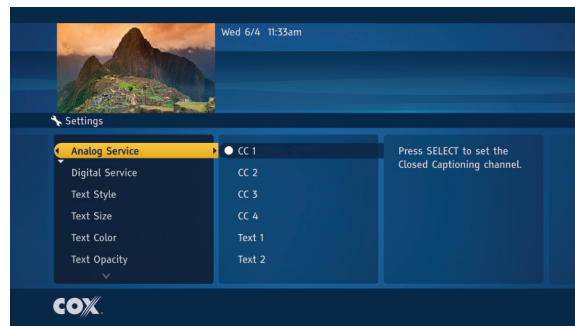 Wed 6/4 11:33am
Settings
Analog Service
Digital Service
Text Style
Text Size
Text Color
Text Opacity
CC 1
CC 2
CC 3
CC 4
Text 1
Text 2
Press SELECT to set the
Closed Captioning channel.
COX.